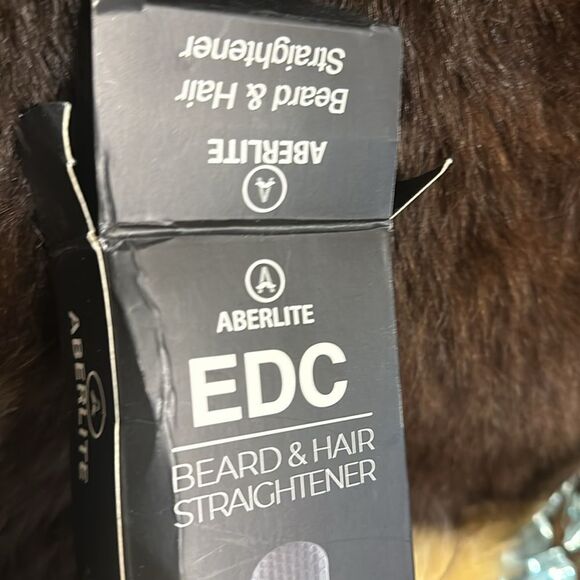 Beard & Hair
Straightener
ABERLITE
ABERLITE
EDC
BEARD & HAIR
STRAIGHTENER
ABERLITE